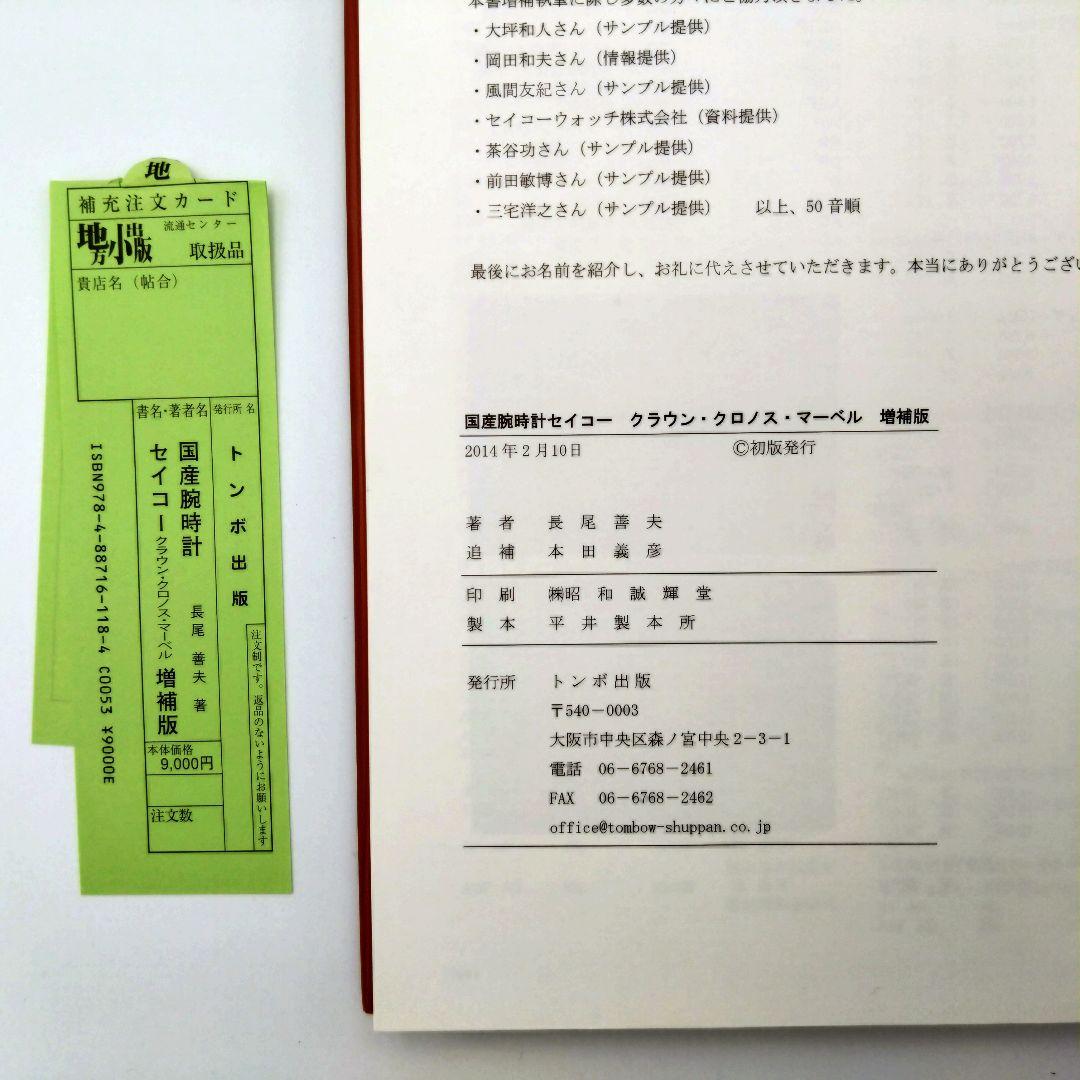 地
補充注文カード
地方小出版
流通センター
取扱品
貴店名（帖合）
書名・著者名
発行所名
トンボ出版
国産腕時計
セイコークラウン・クロノス・マーベル 増補版
長尾善夫 著
本体価格
9,000円
注文数
注文制です。返品のないようにお願いします
ISBN978-4-88716-118-4 C0053 ¥9000E
・大坪和人さん（サンプル提供）
・岡田和夫さん（情報提供）
・風間友紀さん（サンプル提供）
・セイコーウォッチ株式会社（資料提供）
・茶谷功さん（サンプル提供）
・前田敏博さん（サンプル提供）
・三宅洋之さん（サンプル提供）　　以上、50音順
最後にお名前を紹介し、お礼に代えさせていただきます。本当にありがとうござい
国産腕時計セイコー　クラウン・クロノス・マーベル　増補版
2014年2月10日　　©初版発行
著　者　長　尾　善　夫
追　補　本　田　義　彦
印　刷　㈱昭　和　誠　輝　堂
製　本　平　井　製　本　所
発行所　トンボ出版
〒540－0003
大阪市中央区森ノ宮中央2－3－1
電話　06－6768－2461
FAX　06－6768－2462
office@tombow-shuppan.co.jp